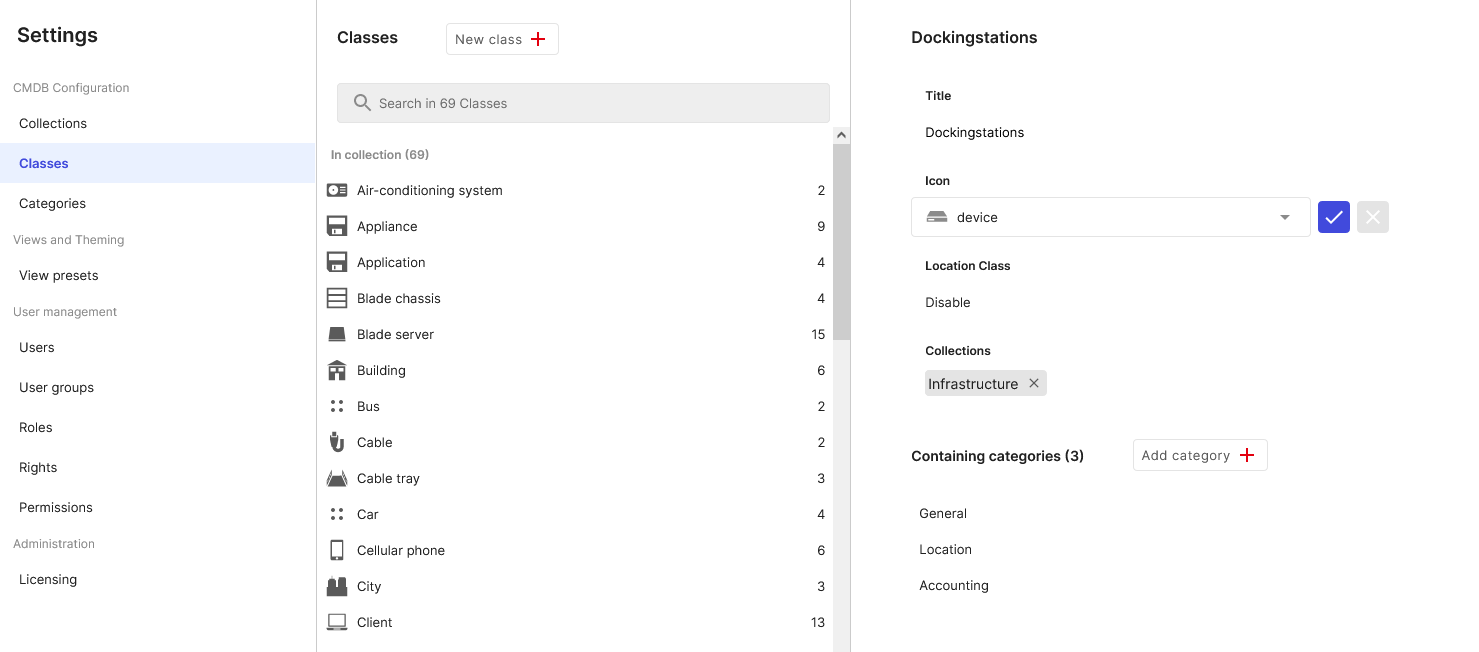 Settings
CMDB Configuration
Collections
Classes
Categories
Views and Theming
View presets
User management
Users
User groups
Roles
Rights
Permissions
Administration
Licensing
Classes
New class
Search in 69 Classes
In collection (69)
Air-conditioning system 2
Appliance 9
Application 4
Blade chassis 4
Blade server 15
Building 6
Bus 2
Cable 2
Cable tray 3
Car 4
Cellular phone 6
City 3
Client 13
Dockingstations
Title
Dockingstations
Icon
device
Location Class
Disable
Collections
Infrastructure
Containing categories (3)
Add category
General
Location
Accounting